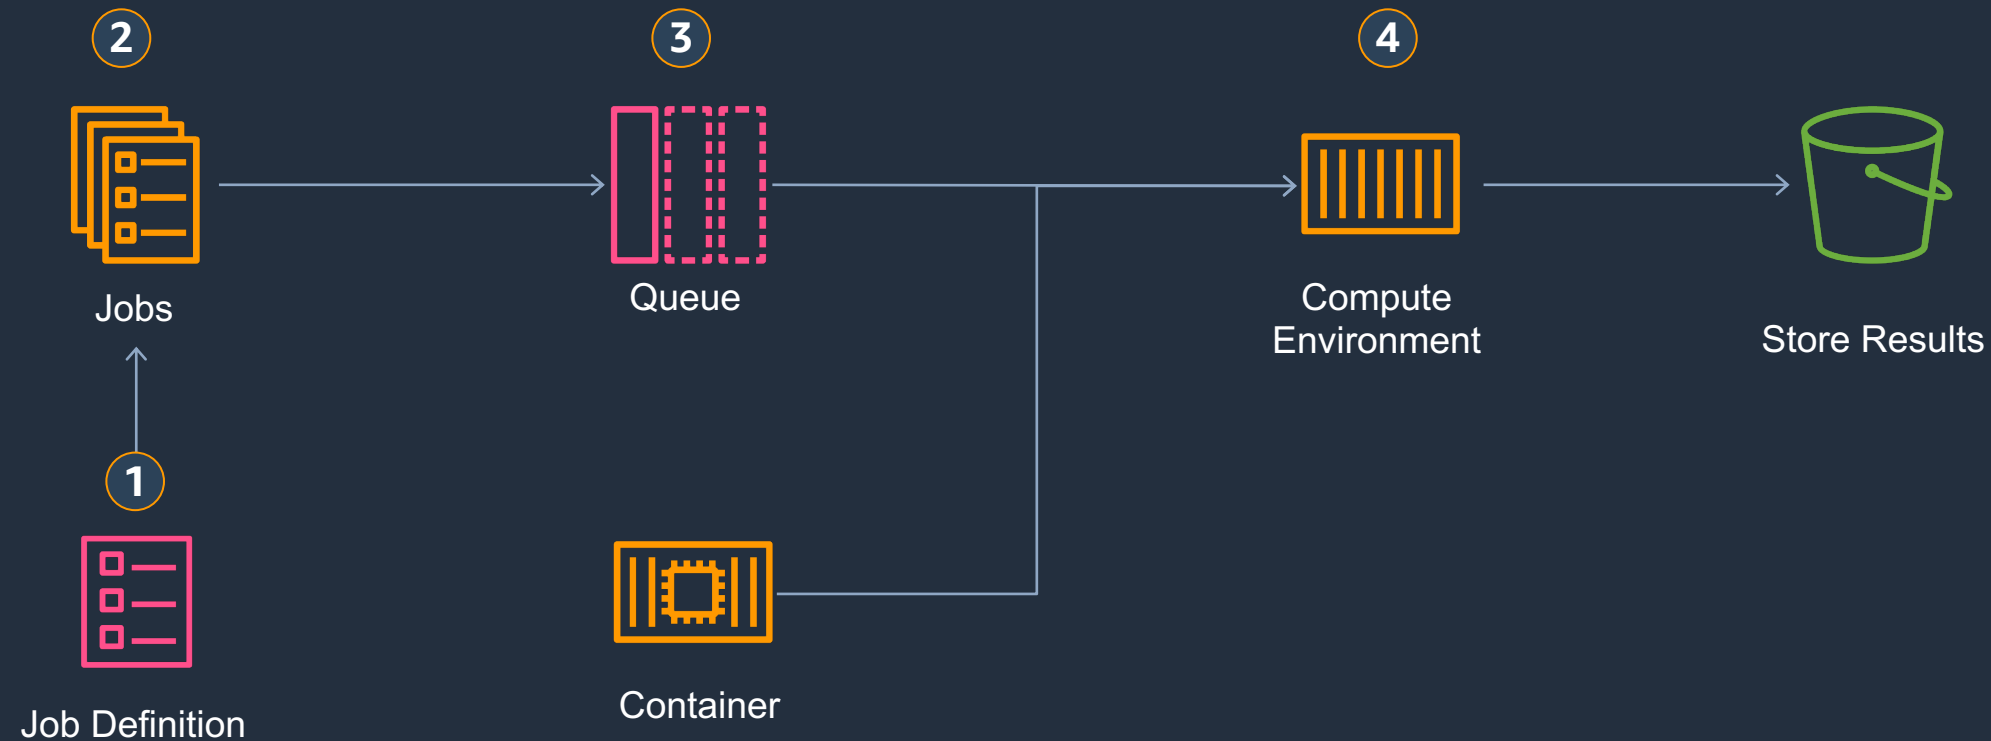 2
3
4
Jobs
Queue
Compute
Environment
Store Results
1
Job Definition
Container